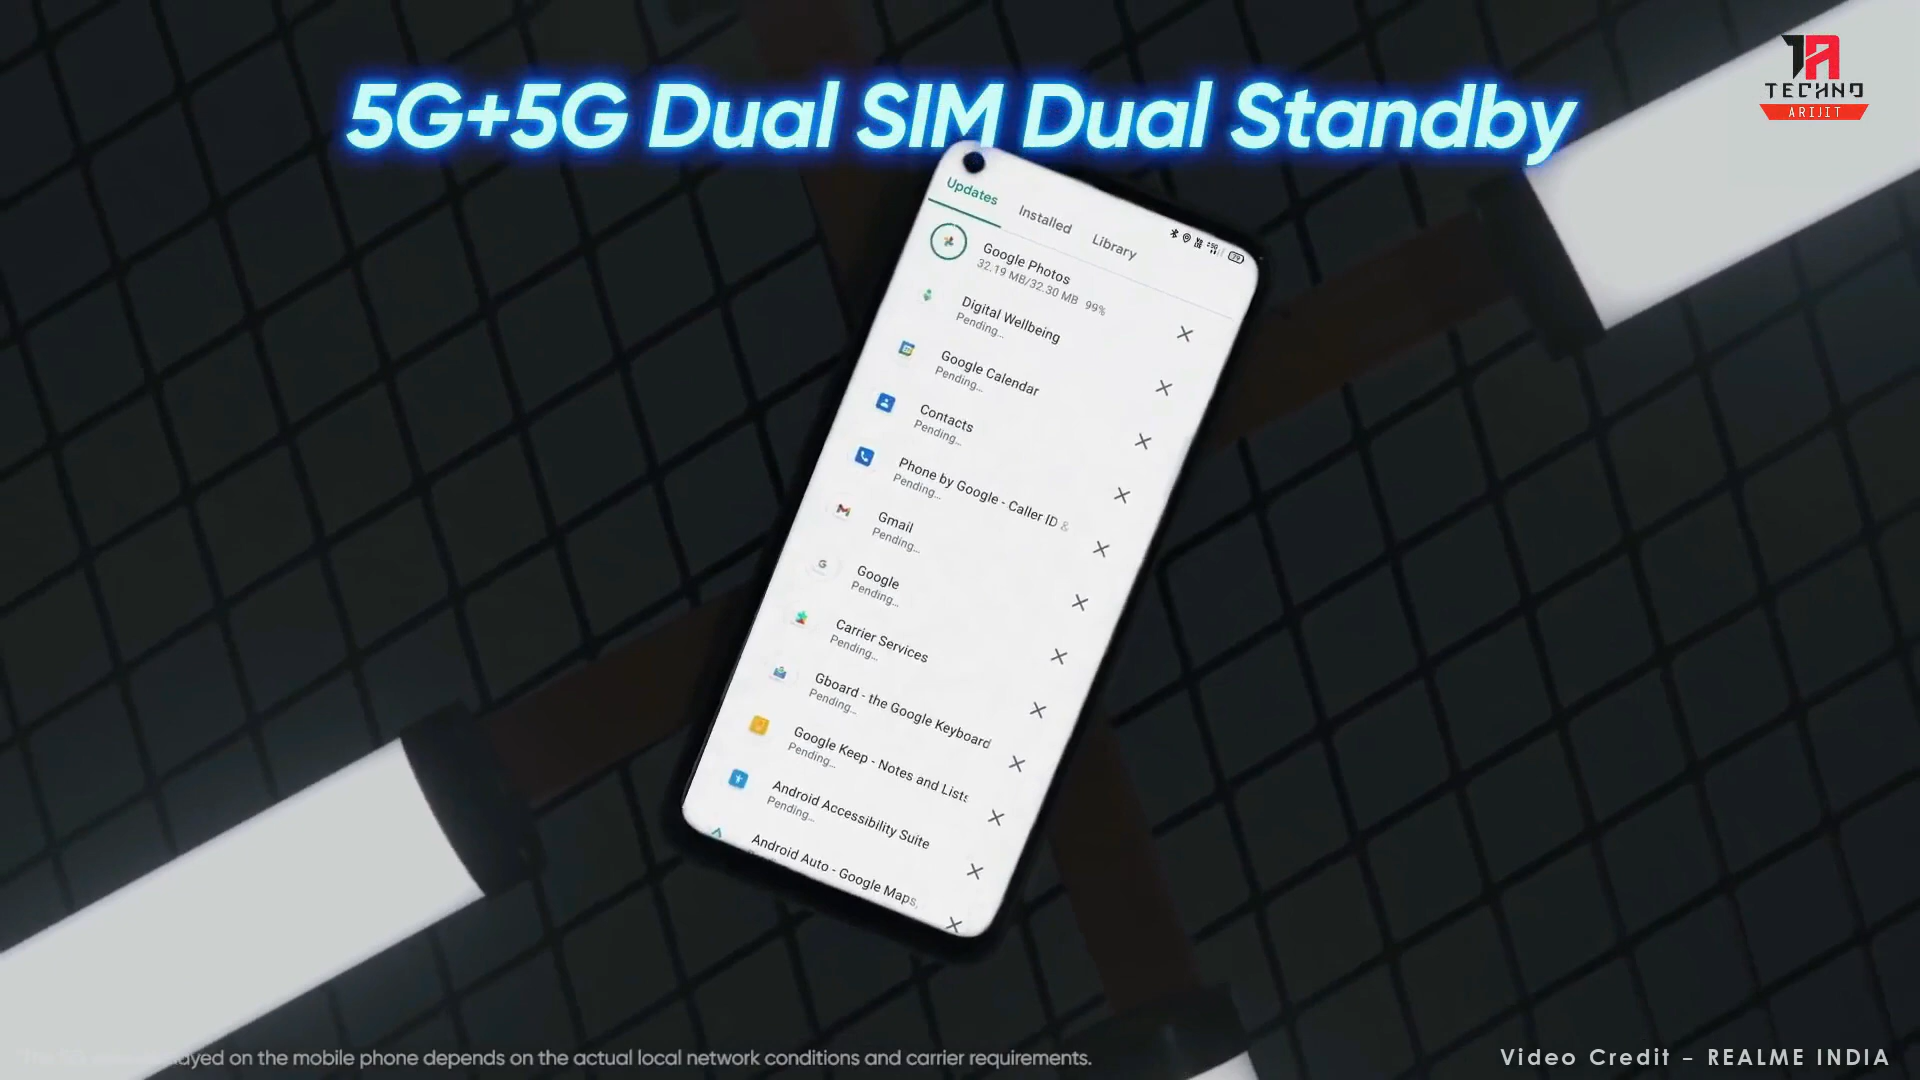 5G+5G Dual SIM Dual Standby
TECHNO
ARIJIT
Updates
Installed
Library
Google Photos
32.19 MB/32.30 MB 99%
Digital Wellbeing
Pending...
Google Calendar
Pending...
Contacts
Pending...
Phone by Google - Caller ID &
Pending...
Gmail
Pending...
Google
Pending...
Carrier Services
Pending...
Gboard - the Google Keyboard
Pending...
Google Keep - Notes and Lists
Pending...
Android Accessibility Suite
Pending...
Android Auto - Google Maps,
on the mobile phone depends on the actual local network conditions and carrier requirements.
Video Credit – REALME INDIA